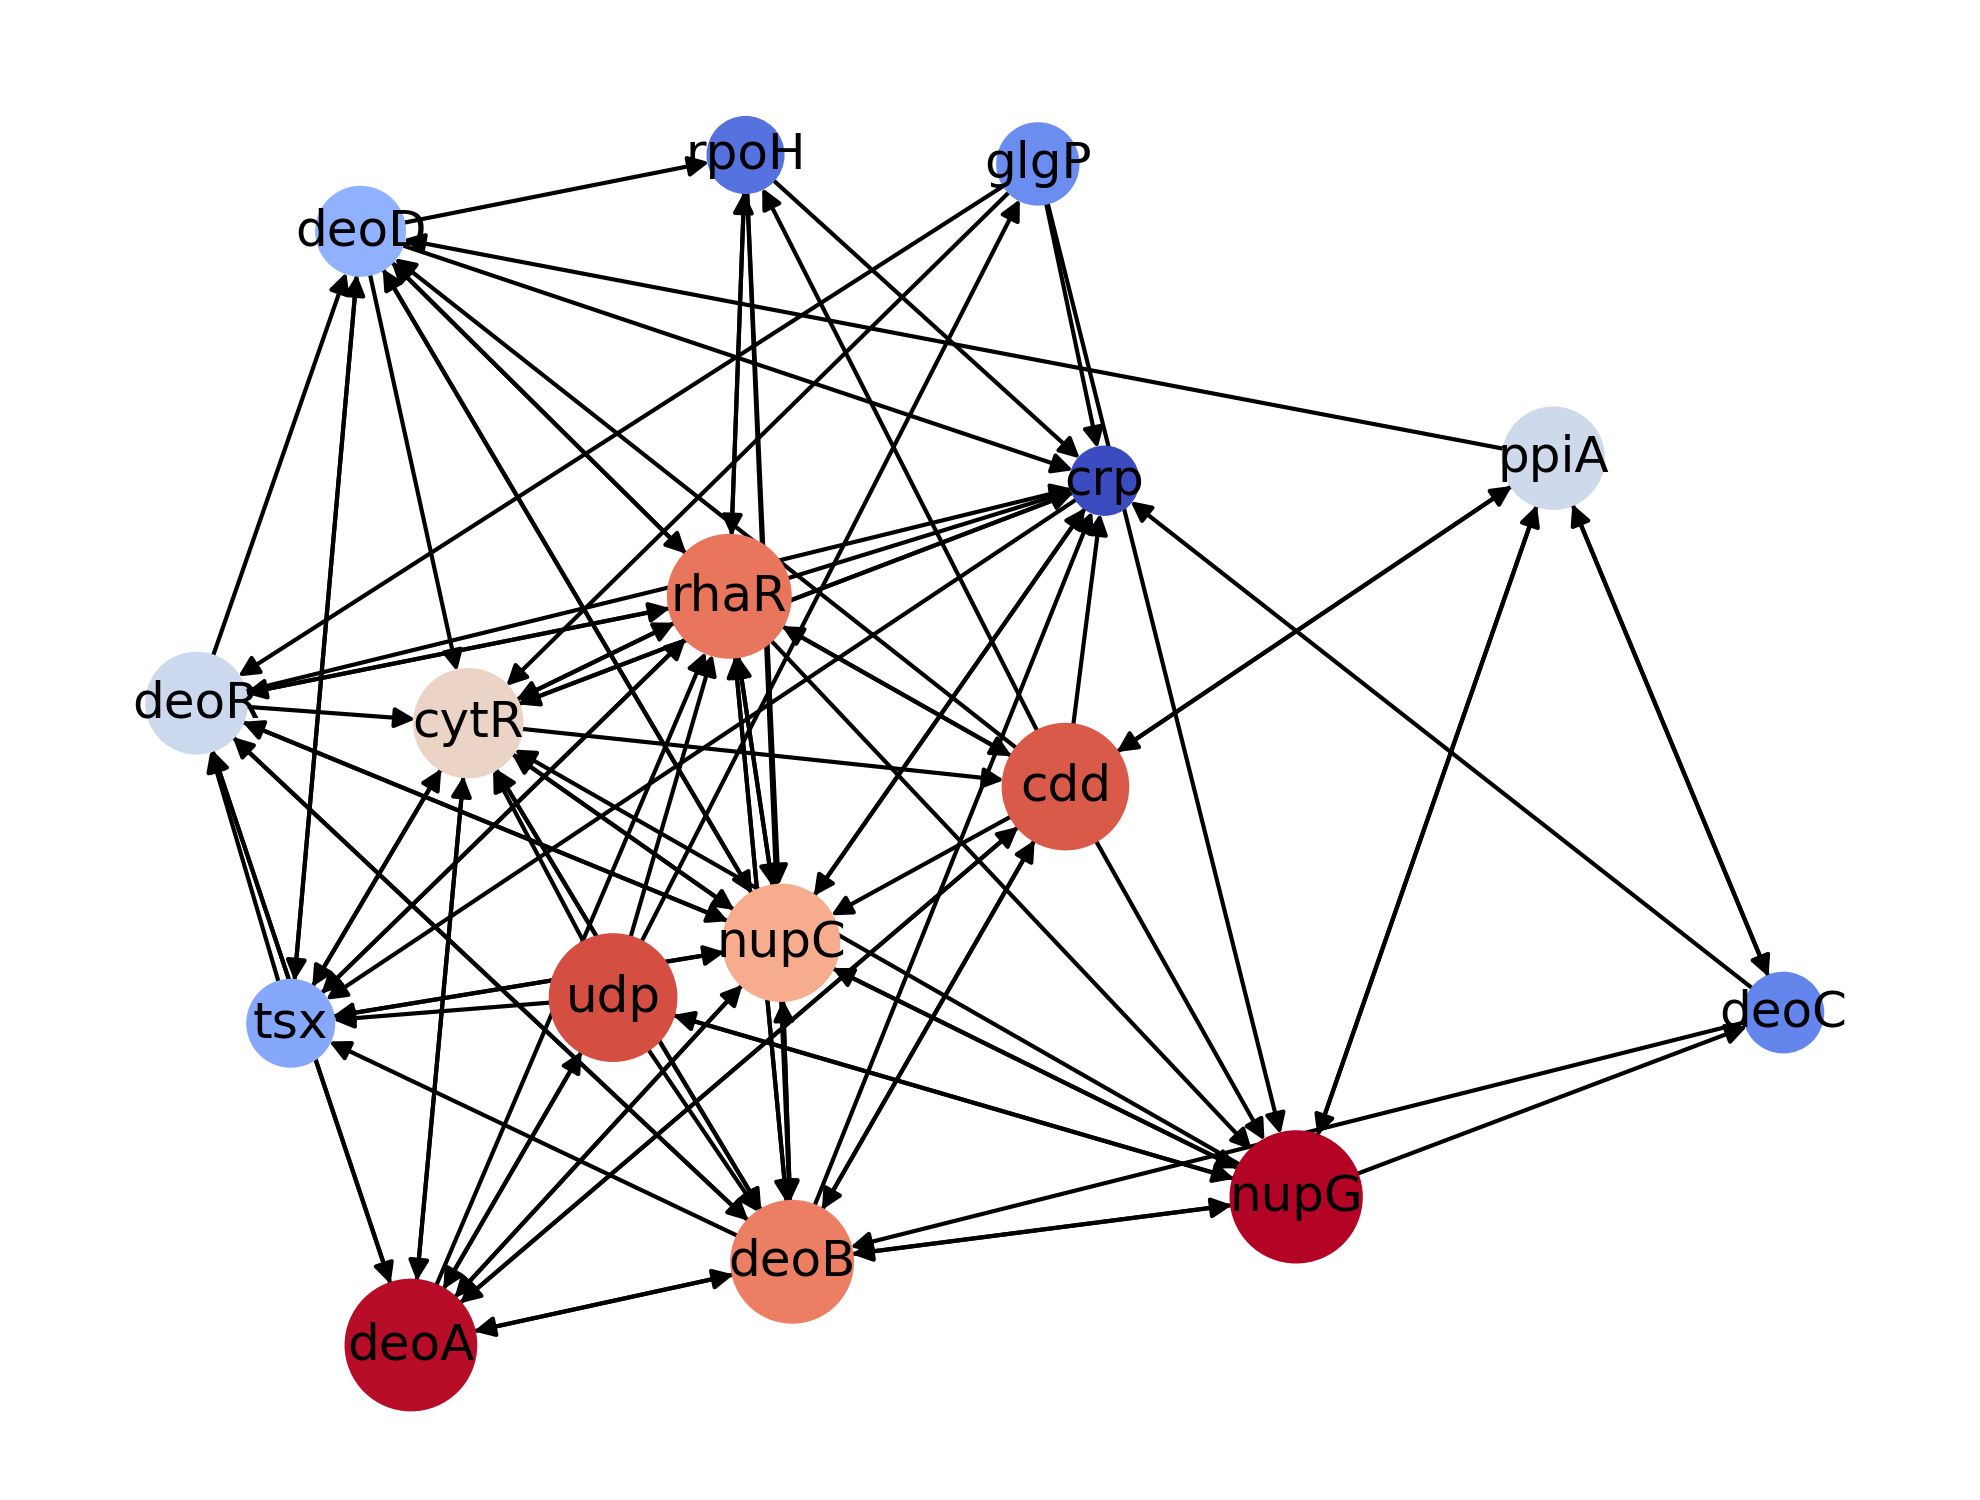 rpoH
glgP
deoD
ppiA
crp
rhaR
deoR
cytR
cdd
nupC
udp
tsx
deoC
nupG
deoB
deoA